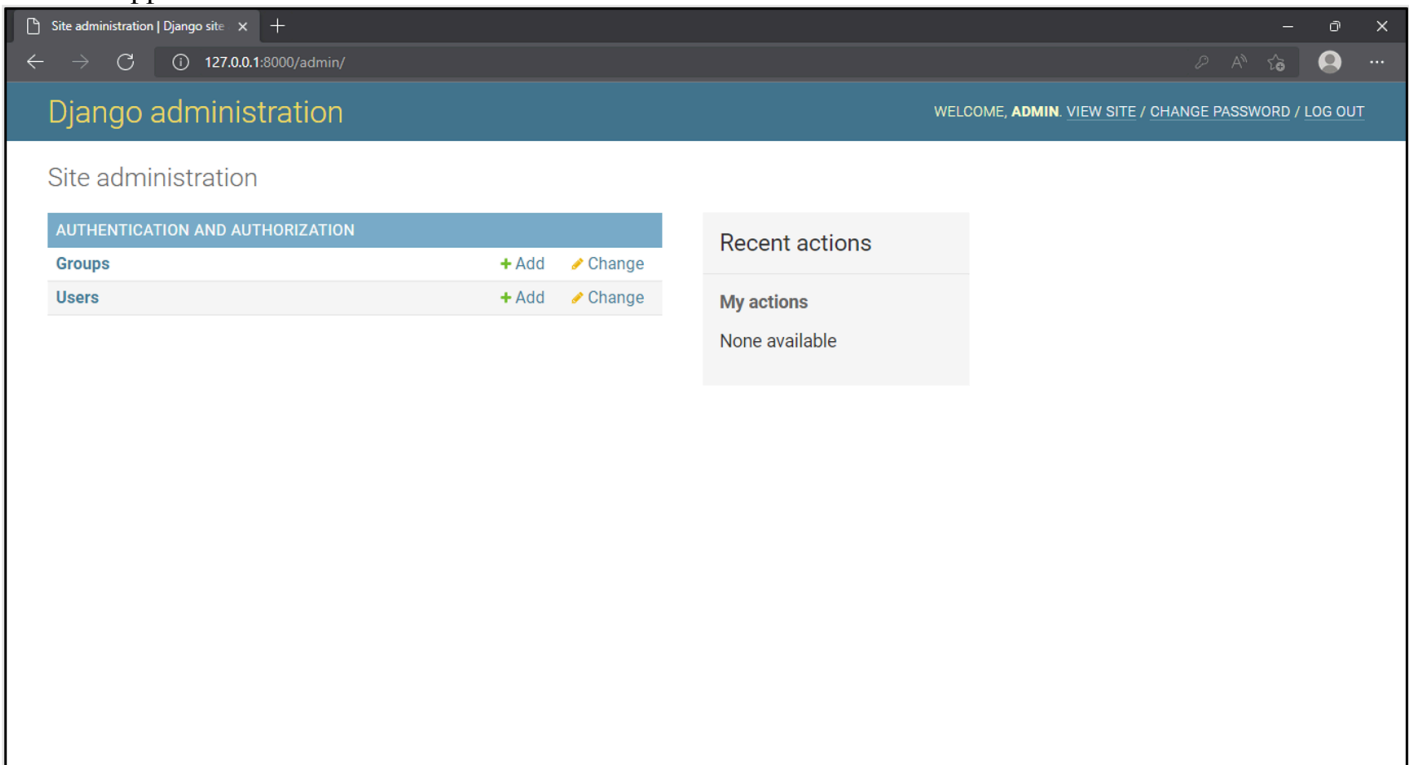 Site administration | Django site
127.0.0.1:8000/admin/
Django administration
WELCOME, ADMIN. VIEW SITE / CHANGE PASSWORD / LOG OUT
Site administration
AUTHENTICATION AND AUTHORIZATION
Groups + Add Change
Users + Add Change
Recent actions
My actions
None available